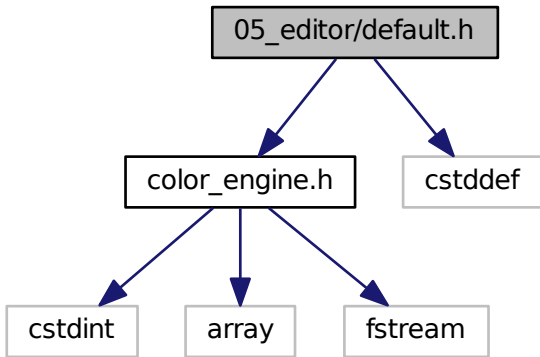 05_editor/default.h
color_engine.h
cstddef
cstdint
array
fstream